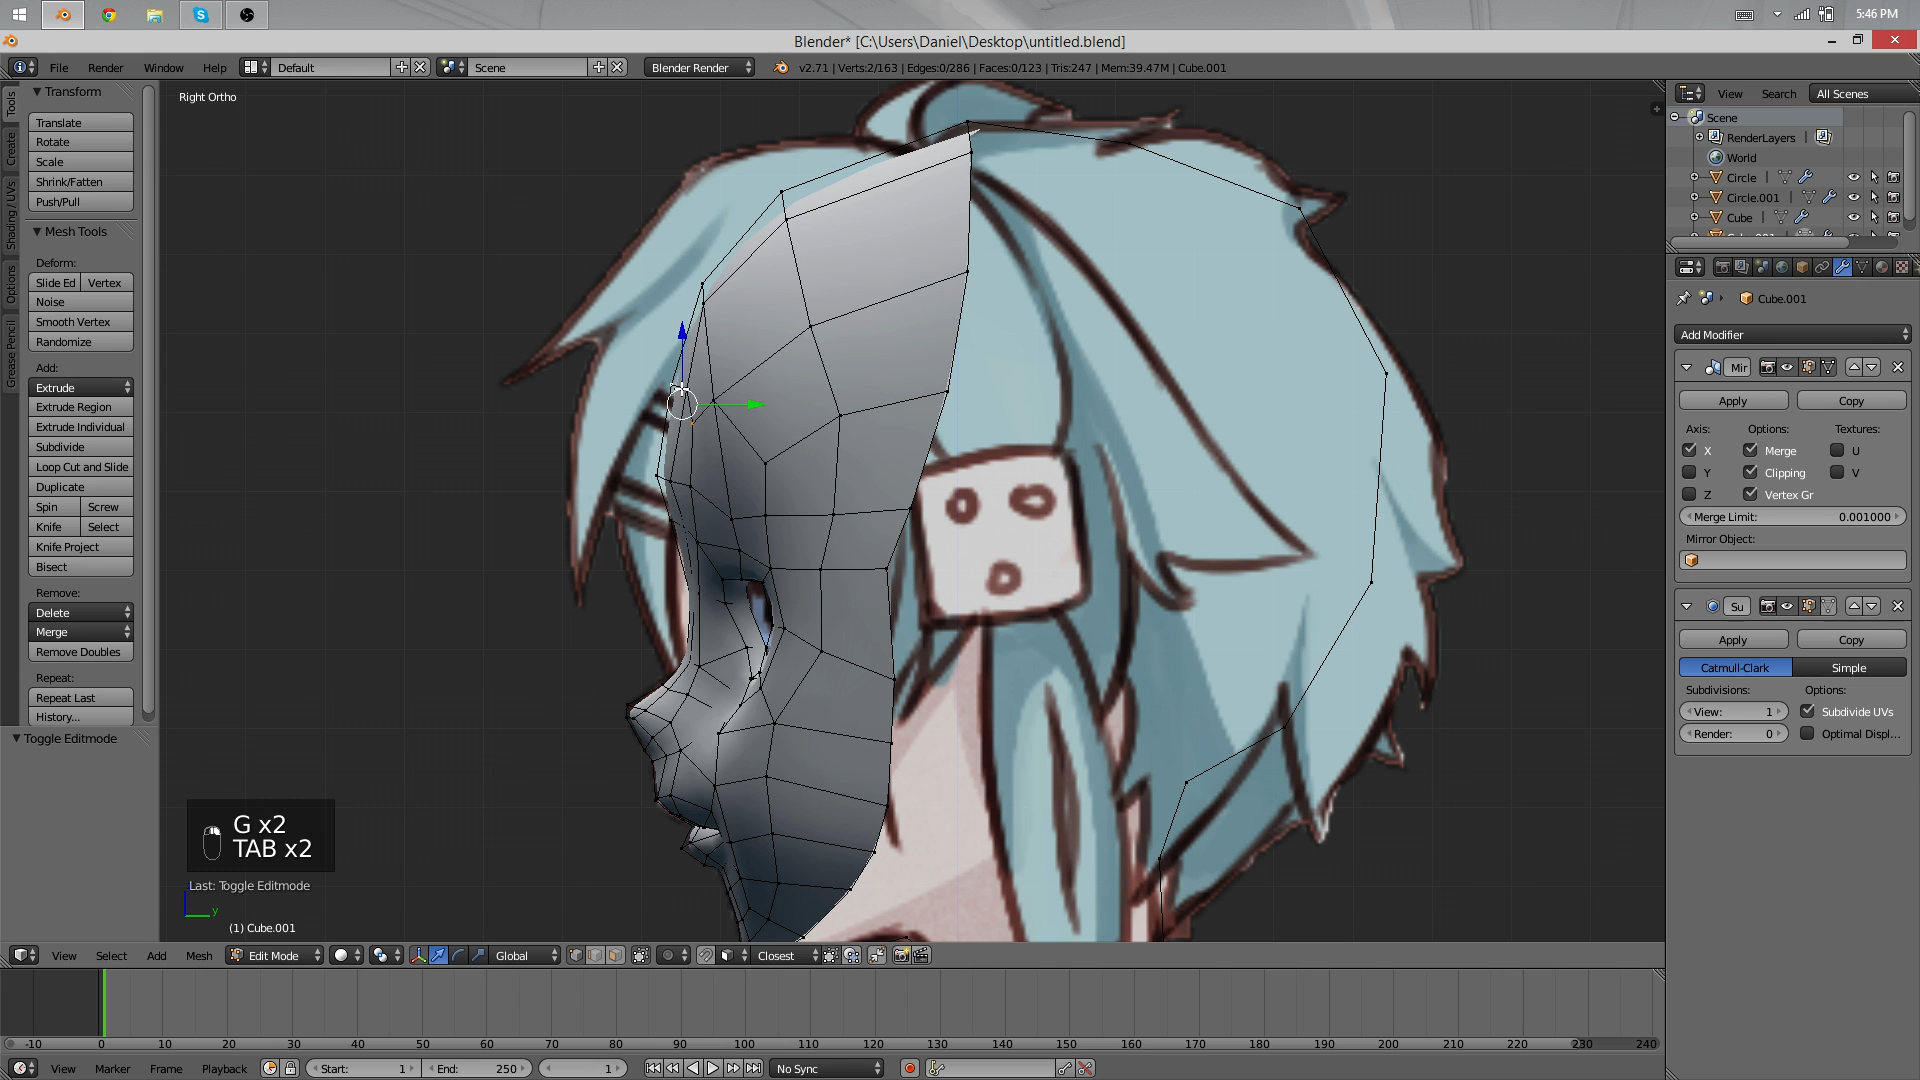 5:46 PM
Blender* [C:\Users\Daniel\Desktop\untitled.blend]
File Render Window Help Default Scene Blender Render v2.71 | Verts:2/163 | Edges:0/286 | Faces:0/123 | Tris:247 | Mem:39.47M | Cube.001
Tools
Create
Shading / UVs
Options
Grease Pencil
Transform
Translate
Rotate
Scale
Shrink/Fatten
Push/Pull
Mesh Tools
Deform:
Slide Ed Vertex
Noise
Smooth Vertex
Randomize
Add:
Extrude
Extrude Region
Extrude Individual
Subdivide
Loop Cut and Slide
Duplicate
Spin Screw
Knife Select
Knife Project
Bisect
Remove:
Delete
Merge
Remove Doubles
Repeat:
Repeat Last
History...
Toggle Editmode
Right Ortho
G x2
TAB x2
Last: Toggle Editmode
y
(1) Cube.001
View Search All Scenes
Scene
RenderLayers |
World
Circle |
Circle.001 |
Cube |
Cube.001
Add Modifier
Mir
Apply Copy
Axis: Options: Textures:
X Merge U
Y Clipping V
Z Vertex Gr
Merge Limit: 0.001000
Mirror Object:
Su
Apply Copy
Catmull-Clark Simple
Subdivisions: Options:
View: 1 Subdivide UVs
Render: 0 Optimal Displ...
View Select Add Mesh Edit Mode Global Closest
-10 0 10 20 30 40 50 60 70 80 90 100 110 120 130 140 150 160 170 180 190 200 210 220 230 240
View Marker Frame Playback Start: 1 End: 250 1 No Sync